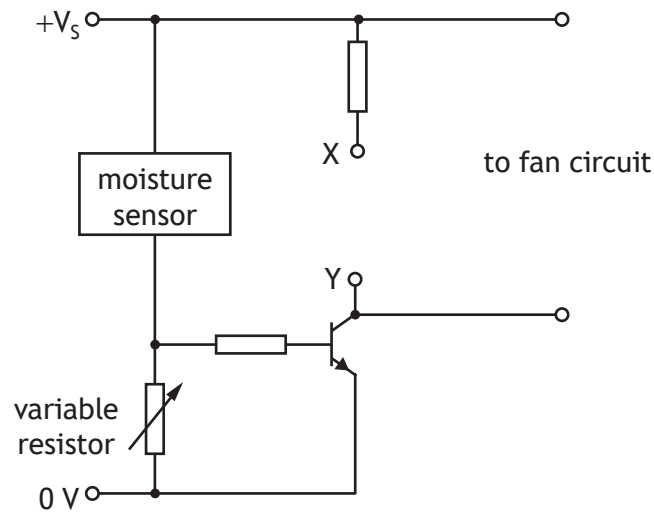 +VS
moisture
sensor
X
to fan circuit
Y
variable
resistor
0 V